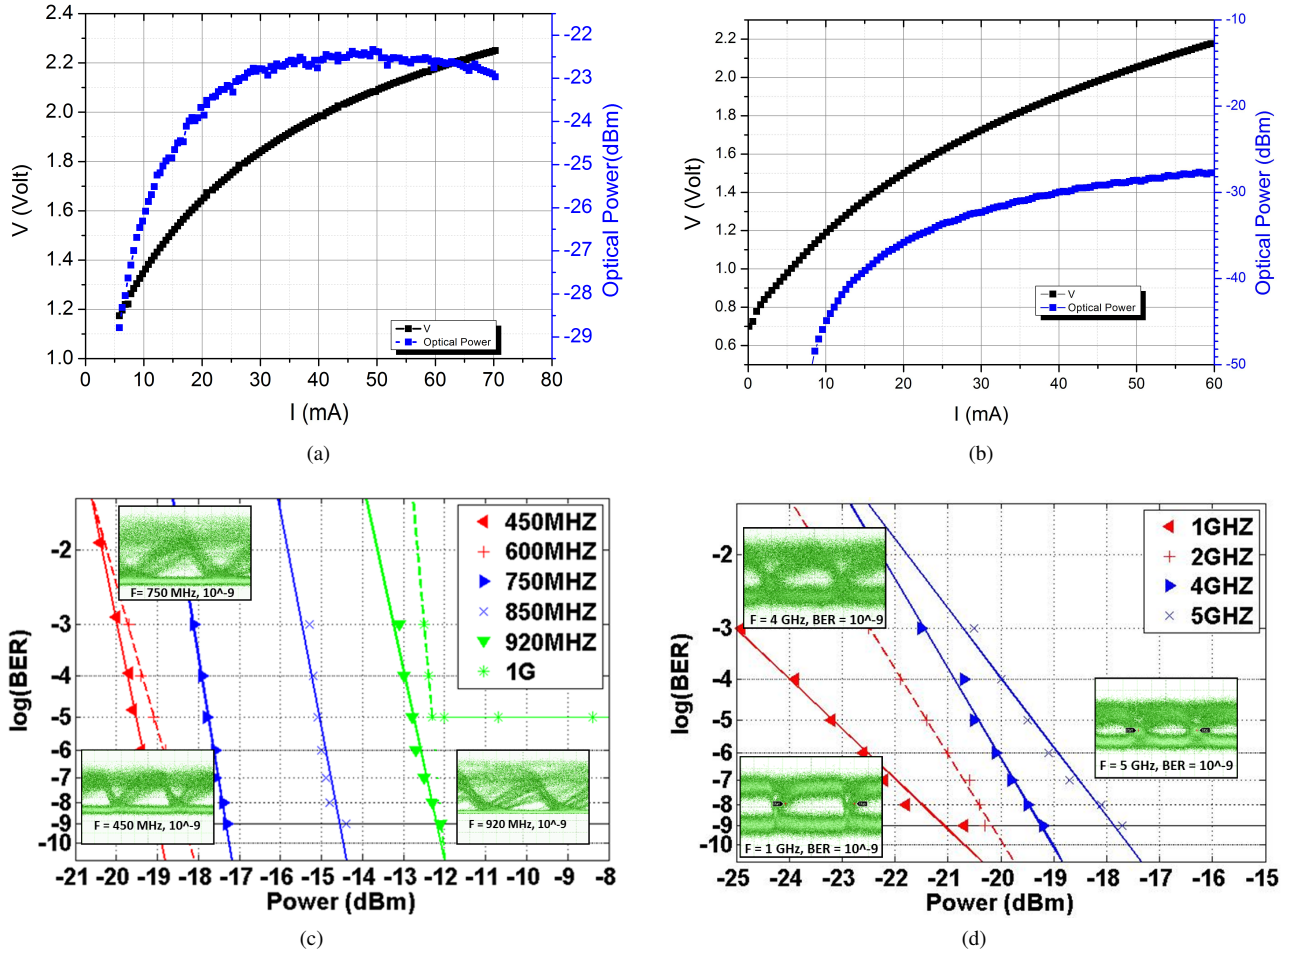 2.4
2.2
2.0
1.8
1.6
1.4
1.2
1.0
V (Volt)
0 10 20 30 40 50 60 70 80
I (mA)
-22
-23
-24
-25
-26
-27
-28
-29
Optical Power(dBm)
V
Optical Power
(a)
2.2
2.0
1.8
1.6
1.4
1.2
1.0
0.8
0.6
V (Volt)
0 10 20 30 40 50 60
I (mA)
-10
-20
-30
-40
-50
Optical Power (dBm)
V
Optical Power
(b)
-2
-3
-4
-5
-6
-7
-8
-9
-10
log(BER)
-21 -20 -19 -18 -17 -16 -15 -14 -13 -12 -11 -10 -9 -8
Power (dBm)
450MHZ
600MHZ
750MHZ
850MHZ
920MHZ
1G
F= 750 MHz, 10^-9
F = 450 MHz, 10^-9
F = 920 MHz, 10^-9
(c)
-2
-3
-4
-5
-6
-7
-8
-9
-10
log(BER)
-25 -24 -23 -22 -21 -20 -19 -18 -17 -16 -15
Power (dBm)
1GHZ
2GHZ
4GHZ
5GHZ
F = 4 GHz, BER = 10^-9
F = 5 GHz, BER = 10^-9
F = 1 GHz, BER = 10^-9
(d)